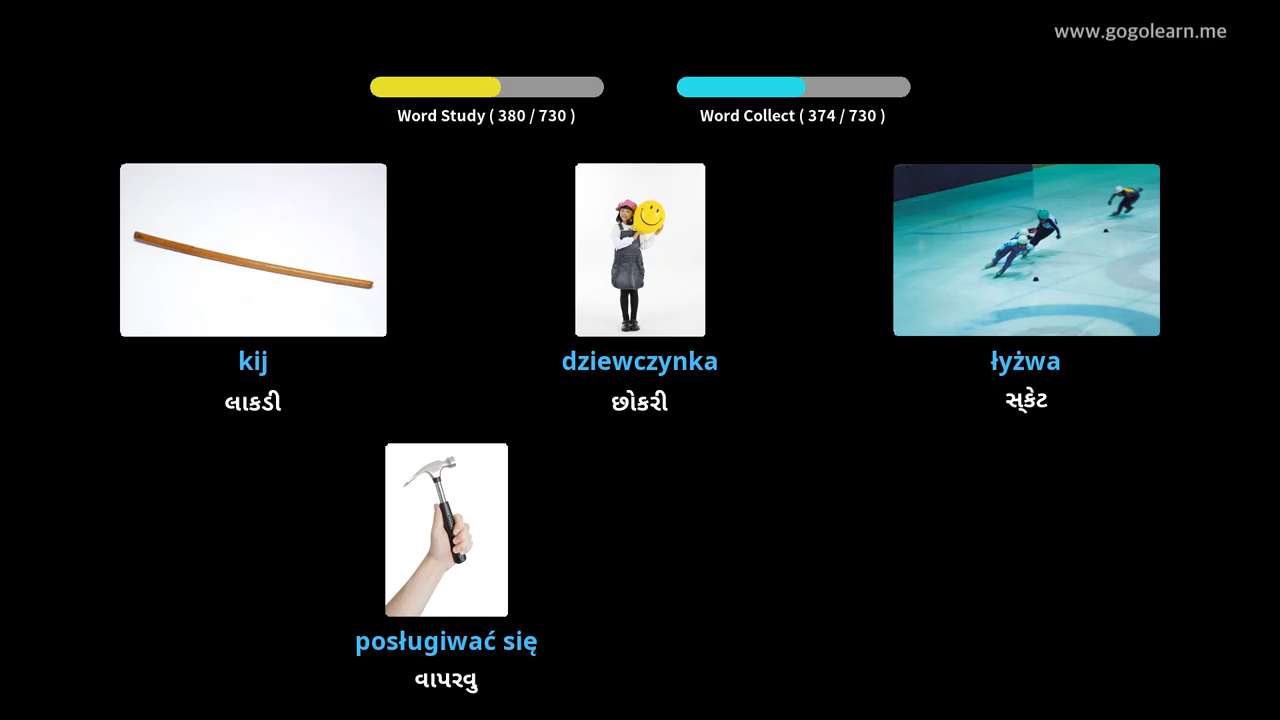 www.gogolearn.me
Word Study ( 380 / 730 )
Word Collect ( 374 / 730 )
kij
લાકડી
dziewczynka
છોકરી
łyżwa
સ્કેટ
posługiwać się
વાપરવુ